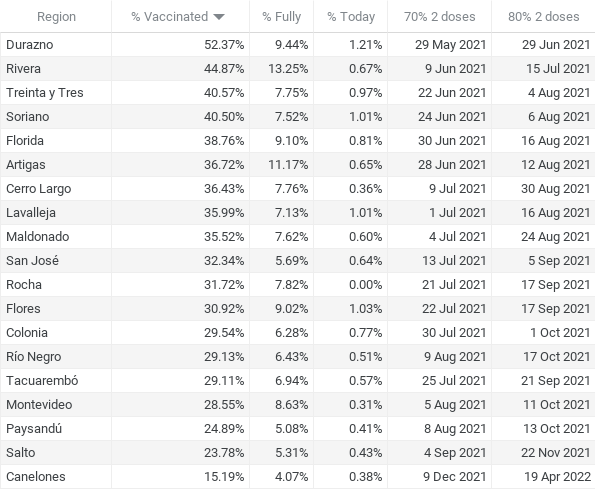 Region % Vaccinated % Fully % Today 70% 2 doses 80% 2 doses
Durazno 52.37% 9.44% 1.21% 29 May 2021 29 Jun 2021
Rivera 44.87% 13.25% 0.67% 9 Jun 2021 15 Jul 2021
Treinta y Tres 40.57% 7.75% 0.97% 22 Jun 2021 4 Aug 2021
Soriano 40.50% 7.52% 1.01% 24 Jun 2021 6 Aug 2021
Florida 38.76% 9.10% 0.81% 30 Jun 2021 16 Aug 2021
Artigas 36.72% 11.17% 0.65% 28 Jun 2021 12 Aug 2021
Cerro Largo 36.43% 7.76% 0.36% 9 Jul 2021 30 Aug 2021
Lavalleja 35.99% 7.13% 1.01% 1 Jul 2021 16 Aug 2021
Maldonado 35.52% 7.62% 0.60% 4 Jul 2021 24 Aug 2021
San José 32.34% 5.69% 0.64% 13 Jul 2021 5 Sep 2021
Rocha 31.72% 7.82% 0.00% 21 Jul 2021 17 Sep 2021
Flores 30.92% 9.02% 1.03% 22 Jul 2021 17 Sep 2021
Colonia 29.54% 6.28% 0.77% 30 Jul 2021 1 Oct 2021
Río Negro 29.13% 6.43% 0.51% 9 Aug 2021 17 Oct 2021
Tacuarembó 29.11% 6.94% 0.57% 25 Jul 2021 21 Sep 2021
Montevideo 28.55% 8.63% 0.31% 5 Aug 2021 11 Oct 2021
Paysandú 24.89% 5.08% 0.41% 8 Aug 2021 13 Oct 2021
Salto 23.78% 5.31% 0.43% 4 Sep 2021 22 Nov 2021
Canelones 15.19% 4.07% 0.38% 9 Dec 2021 19 Apr 2022